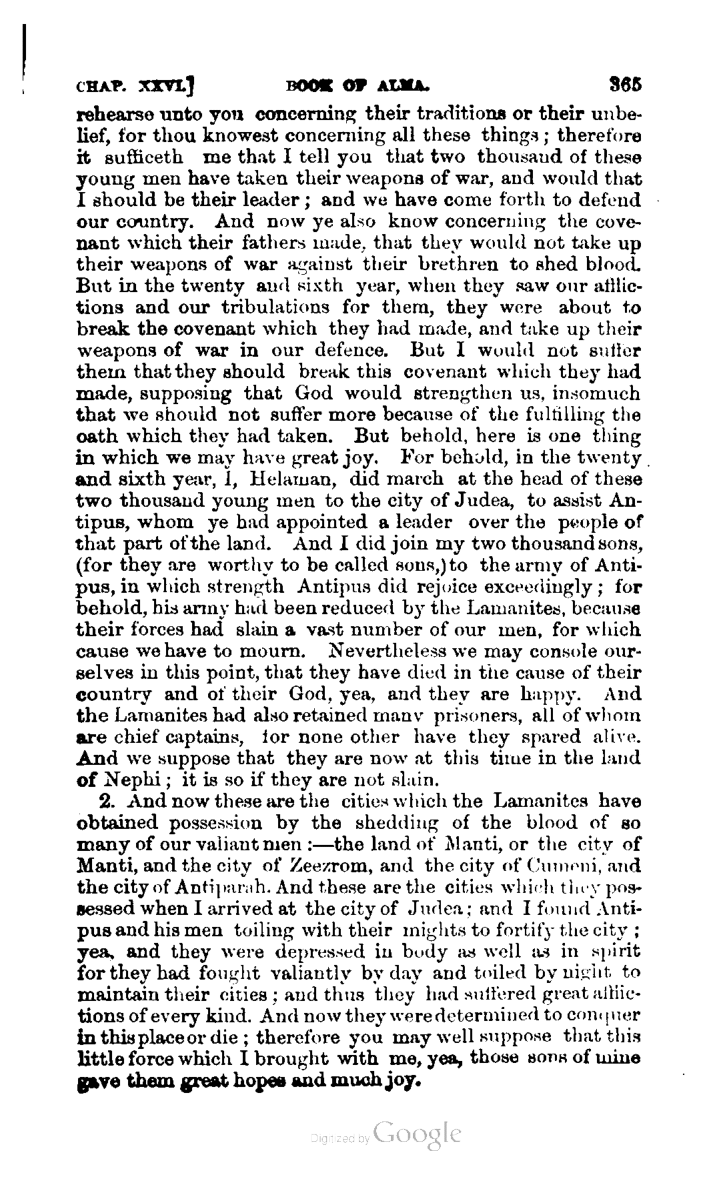 CHAP. XXVI.] BOOK OF ALMA. 365
rehearse unto you concerning their traditions or their unbe-
lief, for thou knowest concerning all these things; therefore
it sufficeth me that I tell you that two thousand of these
young men have taken their weapons of war, and would that
I should be their leader; and we have come forth to defend
our country. And now ye also know concerning the cove-
nant which their fathers made, that they would not take up
their weapons of war against their brethren to shed blood.
But in the twenty and sixth year, when they saw our afflic-
tions and our tribulations for them, they were about to
break the covenant which they had made, and take up their
weapons of war in our defence. But I would not suffer
them that they should break this covenant which they had
made, supposing that God would strengthen us, insomuch
that we should not suffer more because of the fulfilling the
oath which they had taken. But behold, here is one thing
in which we may have great joy. For behold, in the twenty
and sixth year, I, Helaman, did march at the head of these
two thousand young men to the city of Judea, to assist An-
tipus, whom ye had appointed a leader over the people of
that part of the land. And I did join my two thousand sons,
(for they are worthy to be called sons,) to the army of Anti-
pus, in which strength Antipus did rejoice exceedingly; for
behold, his army had been reduced by the Lamanites, because
their forces had slain a vast number of our men, for which
cause we have to mourn. Nevertheless we may console our-
selves in this point, that they have died in the cause of their
country and of their God, yea, and they are happy. And
the Lamanites had also retained many prisoners, all of whom
are chief captains, for none other have they spared alive.
And we suppose that they are now at this time in the land
of Nephi; it is so if they are not slain.
2. And now these are the cities which the Lamanites have
obtained possession by the shedding of the blood of so
many of our valiant men:—the land of Manti, or the city of
Manti, and the city of Zeezrom, and the city of Cumeni, and
the city of Antiparah. And these are the cities which they pos-
sessed when I arrived at the city of Judea; and I found Anti-
pus and his men toiling with their mights to fortify the city;
yea, and they were depressed in body as well as in spirit
for they had fought valiantly by day and toiled by night to
maintain their cities; and thus they had suffered great afflic-
tions of every kind. And now they were determined to conquer
in this place or die; therefore you may well suppose that this
little force which I brought with me, yea, those sons of mine
gave them great hopes and much joy.
Digitized by Google